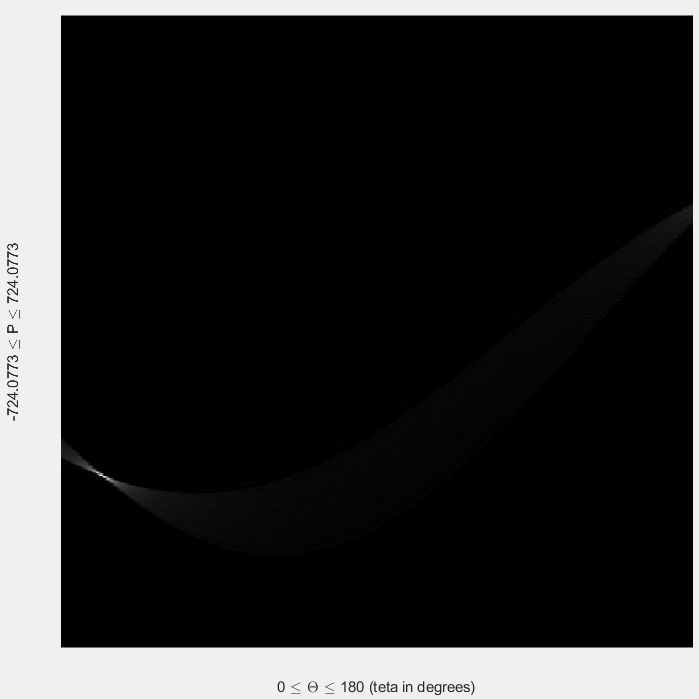 -724.0773 ≤ P ≤ 724.0773
0 ≤ Θ ≤ 180 (teta in degrees)